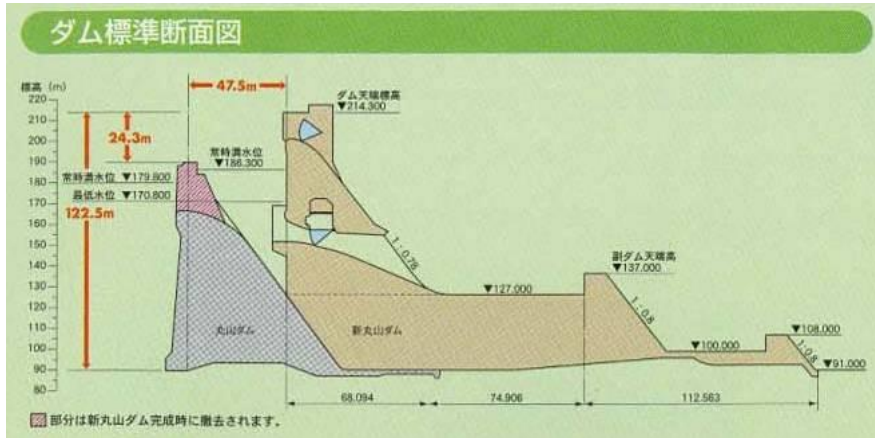 ダム標準断面図
標高（m）
220
210
200
190
180
170
160
150
140
130
120
110
100
90
80
47.5m
24.3m
122.5m
ダム天端標高
▼214.300
常時満水位
▼186.300
常時満水位 ▼179.800
最低水位 ▼170.800
1：0.78
副ダム天端高
▼137.000
▼127.000
1：0.8
丸山ダム
新丸山ダム
▼108.000
▼100.000
1：0.8
▼91.000
68.094
74.906
112.563
部分は新丸山ダム完成時に撤去されます。